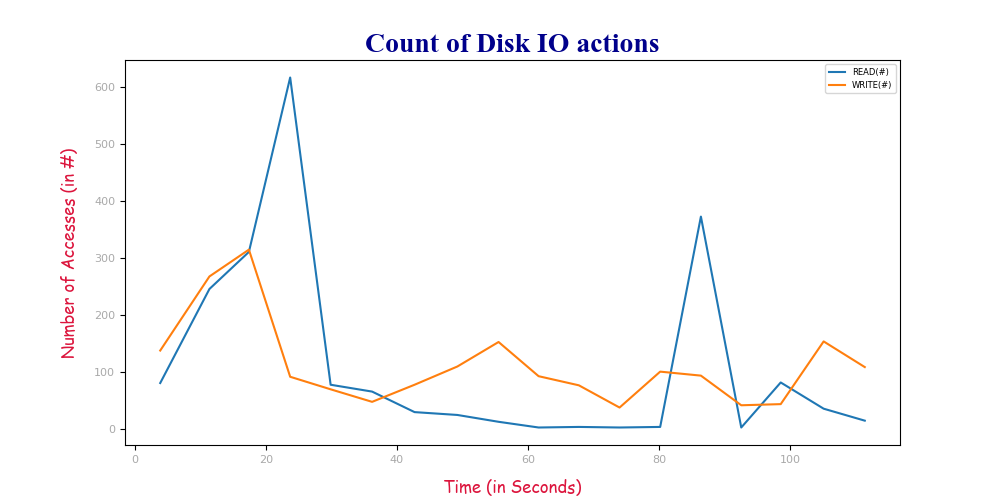 Count of Disk IO actions
READ(#)
WRITE(#)
600
500
400
300
200
100
0
Number of Accesses (in #)
0 20 40 60 80 100
Time (in Seconds)